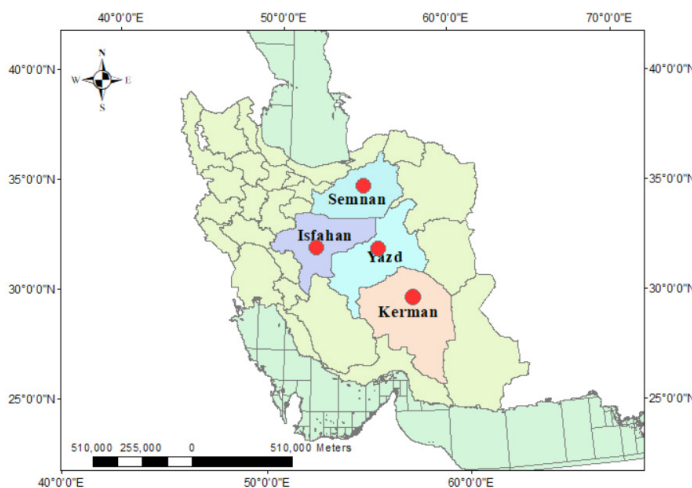 40°0'0"E 50°0'0"E 60°0'0"E 70°0'0"E
40°0'0"N 40°0'0"N
N
W E
S
35°0'0"N 35°0'0"N
Semnan
Isfahan
Yazd
30°0'0"N 30°0'0"N
Kerman
25°0'0"N 25°0'0"N
510,000 255,000 0 510,000 Meters
40°0'0"E 50°0'0"E 60°0'0"E